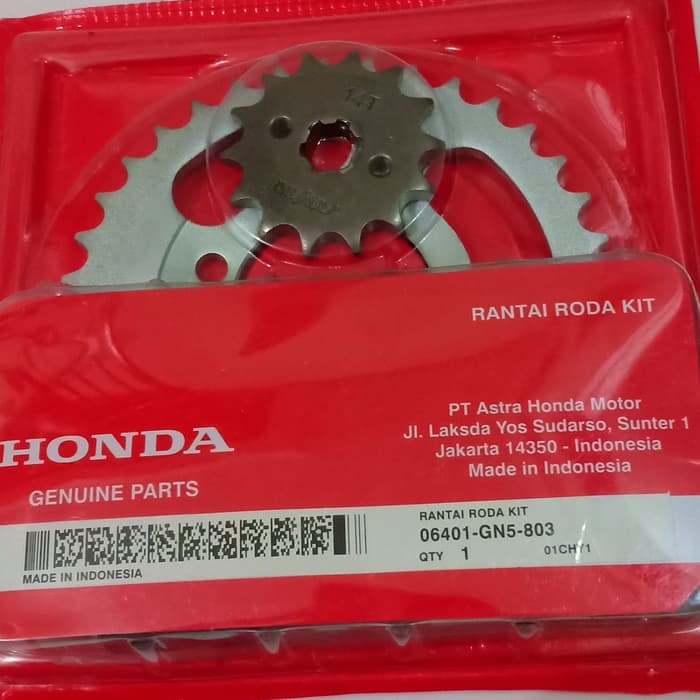 14T
RANTAI RODA KIT
PT Astra Honda Motor
Jl. Laksda Yos Sudarso, Sunter 1
Jakarta 14350 - Indonesia
Made in Indonesia
HONDA
GENUINE PARTS
RANTAI RODA KIT
06401-GN5-803
QTY 1
01CHY1
MADE IN INDONESIA